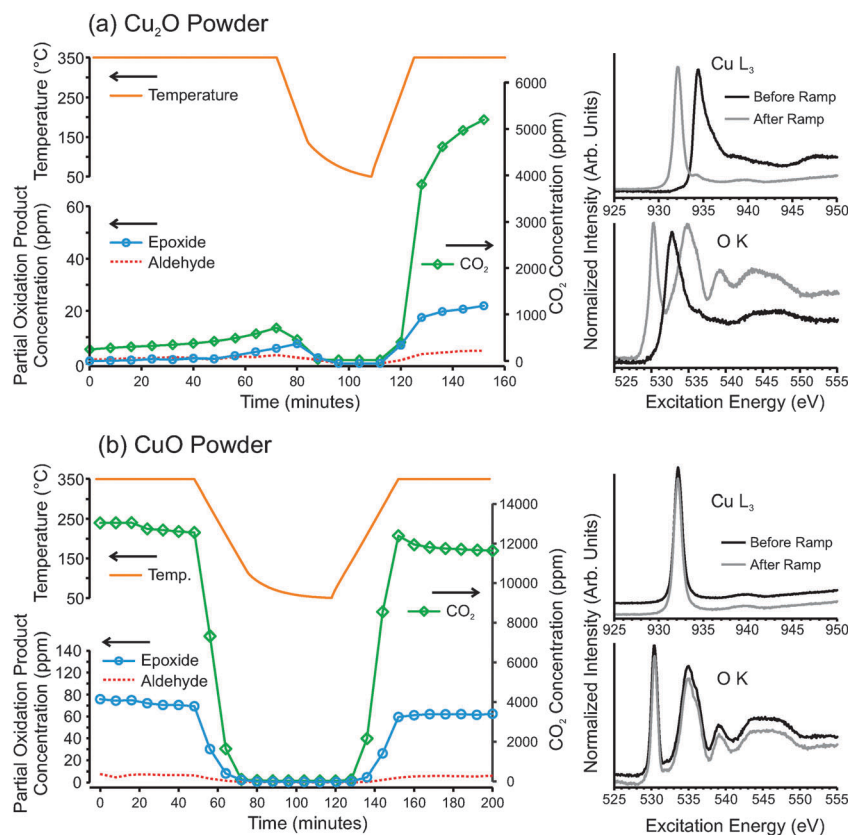 (a) Cu₂O Powder
Temperature (°C)
350
250
150
50
Temperature
Partial Oxidation Product
Concentration (ppm)
60
40
20
0
Epoxide
Aldehyde
CO₂
CO₂ Concentration (ppm)
6000
5000
4000
3000
2000
1000
0
0 20 40 60 80 100 120 140 160
Time (minutes)
Normalized Intensity (Arb. Units)
Cu L₃
Before Ramp
After Ramp
925 930 935 940 945 950
O K
525 530 535 540 545 550 555
Excitation Energy (eV)
(b) CuO Powder
Temperature (°C)
350
250
150
50
Temp.
Partial Oxidation Product
Concentration (ppm)
140
120
100
80
60
40
20
0
Epoxide
Aldehyde
CO₂
CO₂ Concentration (ppm)
14000
12000
10000
8000
6000
4000
2000
0
0 20 40 60 80 100 120 140 160 180 200
Time (minutes)
Normalized Intensity (Arb. Units)
Cu L₃
Before Ramp
After Ramp
925 930 935 940 945 950
O K
525 530 535 540 545 550 555
Excitation Energy (eV)